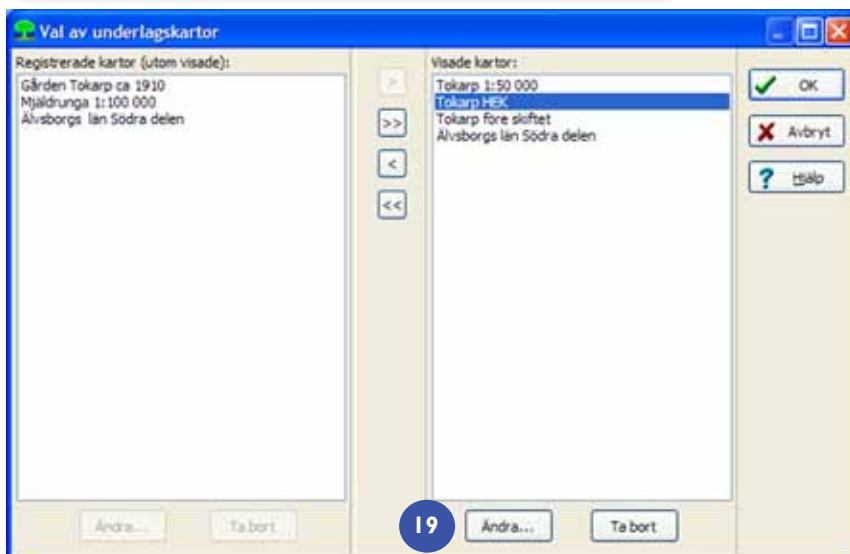 Val av underlagskartor
Registrerade kartor (utom visade):
Gården Tokarp ca 1910
Mjäldrunga 1:100 000
Älvsborgs län Södra delen
>
>>
<
<<
Visade kartor:
Tokarp 1:50 000
Tokarp HEK
Tokarp före skiftet
Älvsborgs län Södra delen
OK
Avbryt
? Hjälp
Ändra...
Ta bort
19
Ändra...
Ta bort